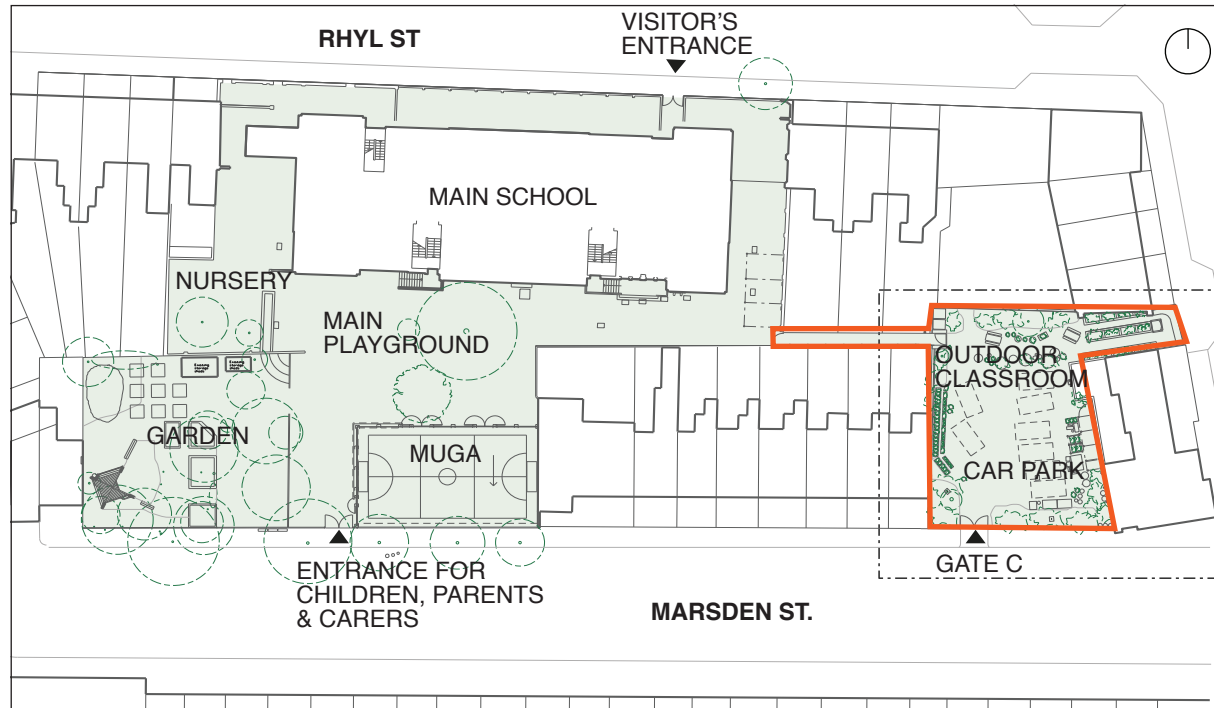 RHYL ST
VISITOR'S
ENTRANCE
MAIN SCHOOL
NURSERY
MAIN
PLAYGROUND
OUTDOOR
CLASSROOM
GARDEN
MUGA
CAR PARK
GATE C
ENTRANCE FOR
CHILDREN, PARENTS
& CARERS
MARSDEN ST.